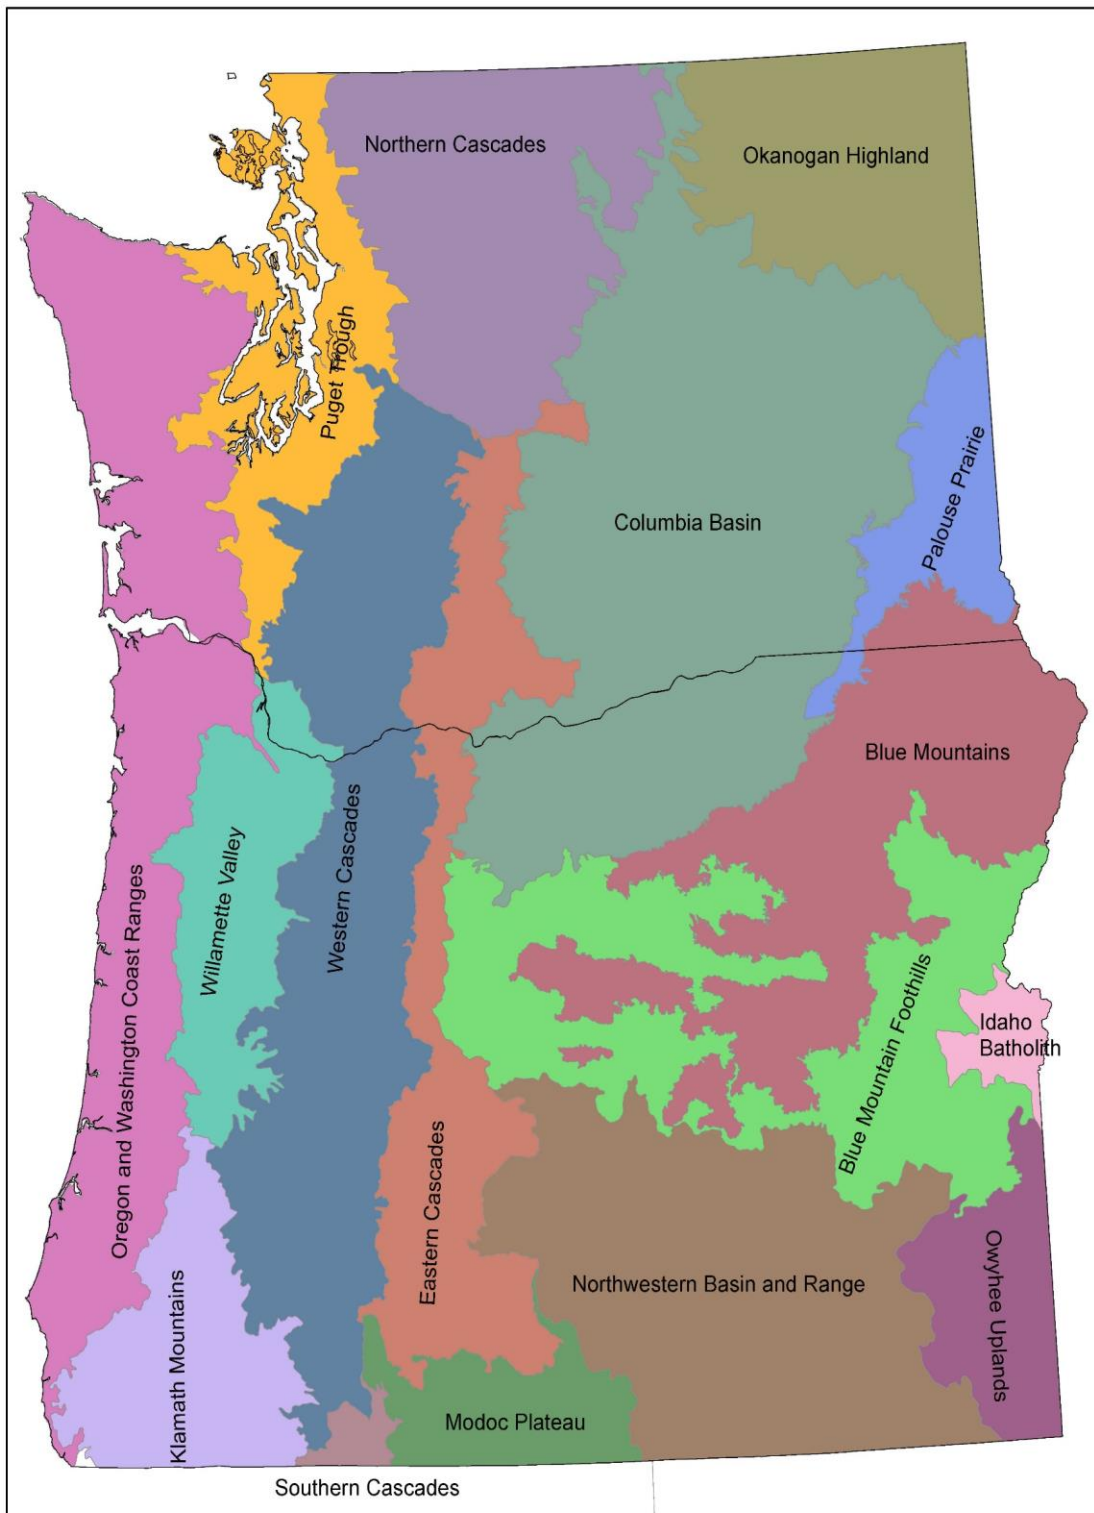 Northern Cascades
Okanogan Highland
Puget Trough
Palouse Prairie
Columbia Basin
Blue Mountains
Western Cascades
Willamette Valley
Oregon and Washington Coast Ranges
Blue Mountain Foothills
Idaho
Batholith
Eastern Cascades
Klamath Mountains
Northwestern Basin and Range
Owyhee Uplands
Modoc Plateau
Southern Cascades